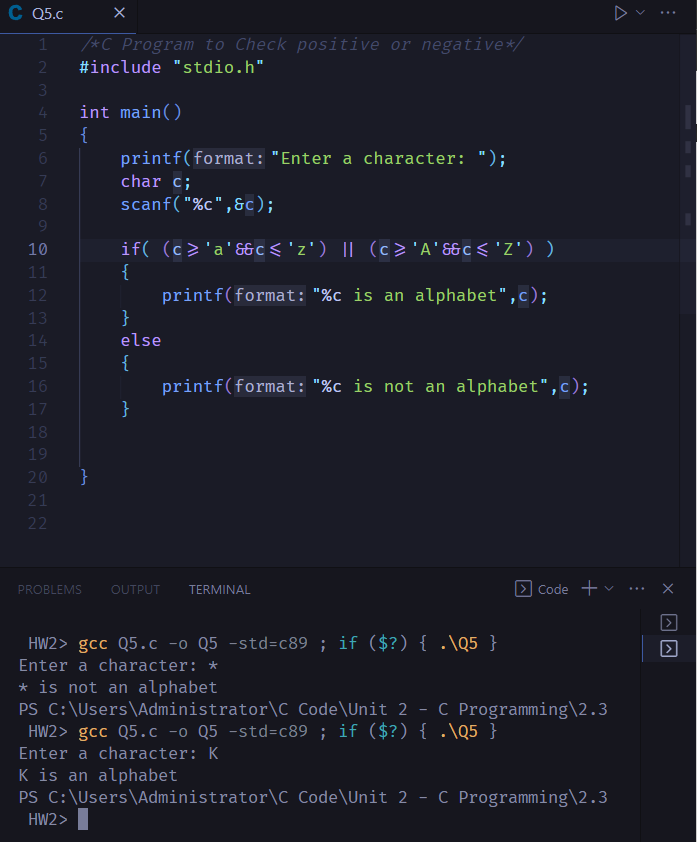 C Q5.c ×
1 /*C Program to Check positive or negative*/
2 #include "stdio.h"
3
4 int main()
5 {
6 printf(format: "Enter a character: ");
7 char c;
8 scanf("%c",&c);
9
10 if( (c>='a'&&c<='z') || (c>='A'&&c<='Z') )
11 {
12 printf(format: "%c is an alphabet",c);
13 }
14 else
15 {
16 printf(format: "%c is not an alphabet",c);
17 }
18
19
20 }
21
22
PROBLEMS OUTPUT TERMINAL Code
HW2> gcc Q5.c -o Q5 -std=c89 ; if ($?) { .\Q5 }
Enter a character: *
* is not an alphabet
PS C:\Users\Administrator\C Code\Unit 2 - C Programming\2.3
HW2> gcc Q5.c -o Q5 -std=c89 ; if ($?) { .\Q5 }
Enter a character: K
K is an alphabet
PS C:\Users\Administrator\C Code\Unit 2 - C Programming\2.3
HW2>